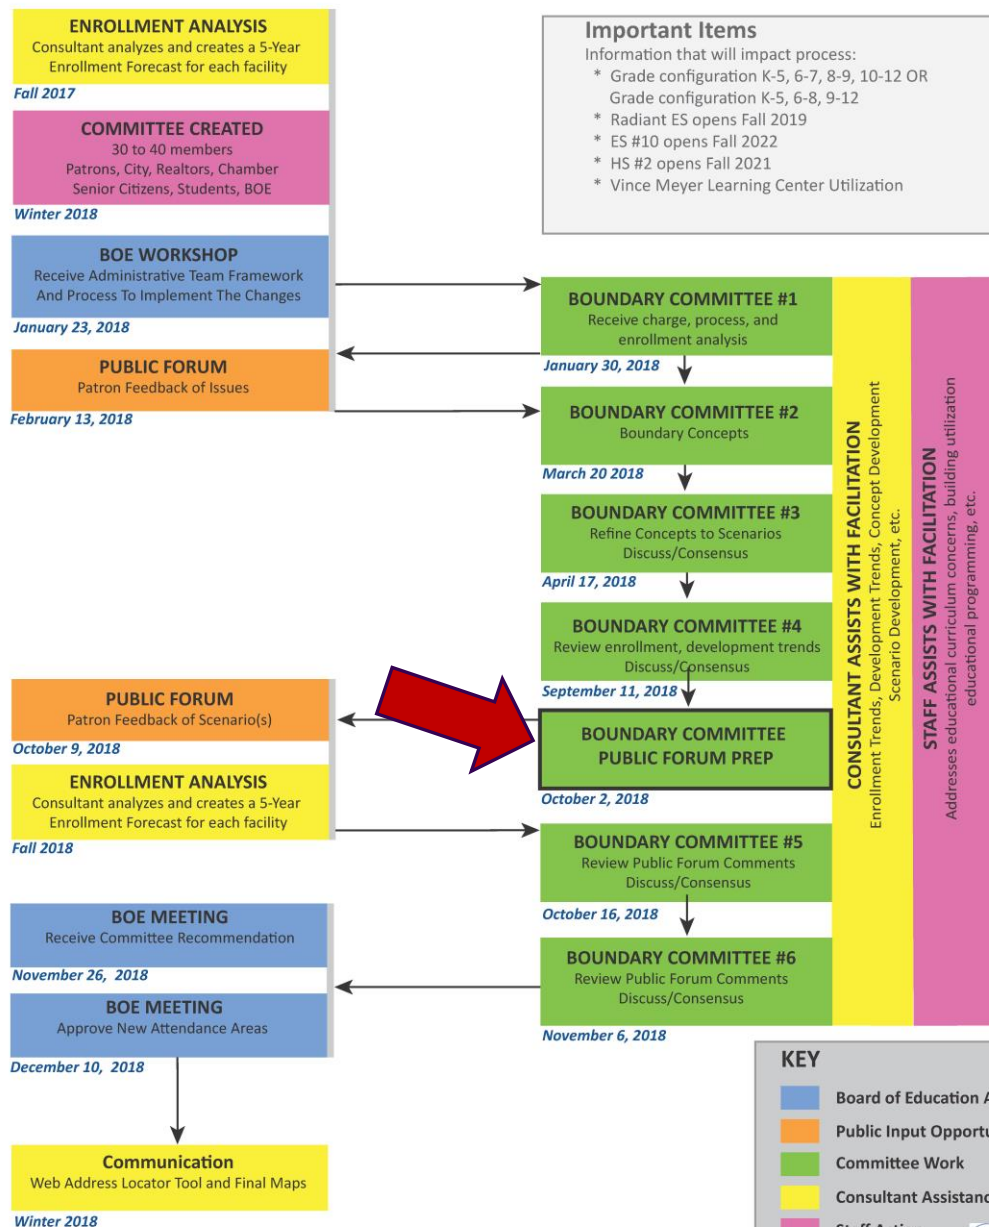 ENROLLMENT ANALYSIS
Consultant analyzes and creates a 5-Year
Enrollment Forecast for each facility
Fall 2017
COMMITTEE CREATED
30 to 40 members
Patrons, City, Realtors, Chamber
Senior Citizens, Students, BOE
Winter 2018
BOE WORKSHOP
Receive Administrative Team Framework
And Process To Implement The Changes
January 23, 2018
PUBLIC FORUM
Patron Feedback of Issues
February 13, 2018
Important Items
Information that will impact process:
* Grade configuration K-5, 6-7, 8-9, 10-12 OR
Grade configuration K-5, 6-8, 9-12
* Radiant ES opens Fall 2019
* ES #10 opens Fall 2022
* HS #2 opens Fall 2021
* Vince Meyer Learning Center Utilization
BOUNDARY COMMITTEE #1
Receive charge, process, and
enrollment analysis
January 30, 2018
BOUNDARY COMMITTEE #2
Boundary Concepts
March 20 2018
BOUNDARY COMMITTEE #3
Refine Concepts to Scenarios
Discuss/Consensus
April 17, 2018
BOUNDARY COMMITTEE #4
Review enrollment, development trends
Discuss/Consensus
September 11, 2018
PUBLIC FORUM
Patron Feedback of Scenario(s)
October 9, 2018
ENROLLMENT ANALYSIS
Consultant analyzes and creates a 5-Year
Enrollment Forecast for each facility
Fall 2018
BOUNDARY COMMITTEE
PUBLIC FORUM PREP
October 2, 2018
BOUNDARY COMMITTEE #5
Review Public Forum Comments
Discuss/Consensus
October 16, 2018
BOUNDARY COMMITTEE #6
Review Public Forum Comments
Discuss/Consensus
November 6, 2018
CONSULTANT ASSISTS WITH FACILITATION
Enrollment Trends, Development Trends, Concept Development
Scenario Development, etc.
STAFF ASSISTS WITH FACILITATION
Addresses educational curriculum concerns, building utilization
educational programming, etc.
BOE MEETING
Receive Committee Recommendation
November 26, 2018
BOE MEETING
Approve New Attendance Areas
December 10, 2018
Communication
Web Address Locator Tool and Final Maps
Winter 2018
KEY
Board of Education A
Public Input Opportu
Committee Work
Consultant Assistanc